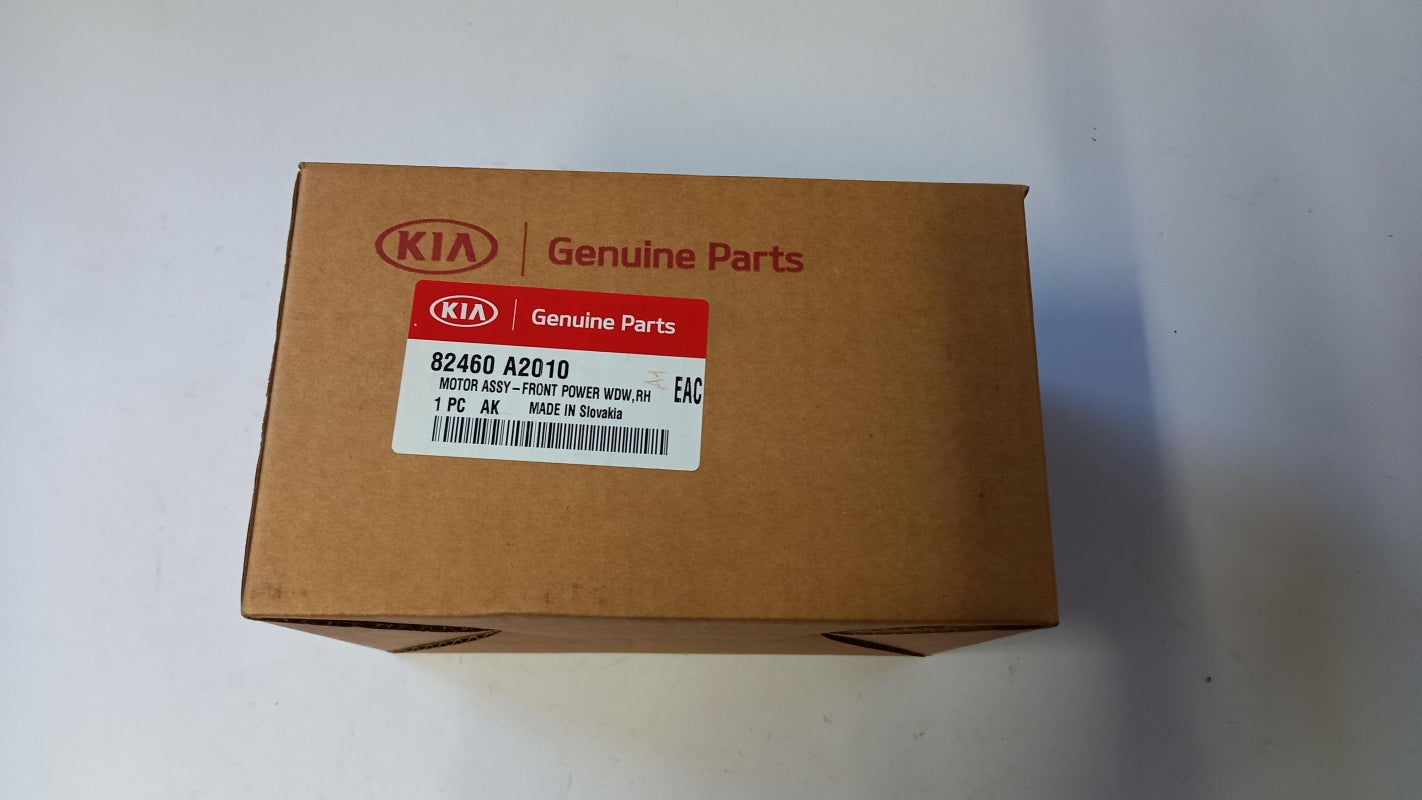 KIA Genuine Parts
KIA Genuine Parts
82460 A2010
MOTOR ASSY-FRONT POWER WDW,RH
A1
EAC
1 PC AK MADE IN Slovakia